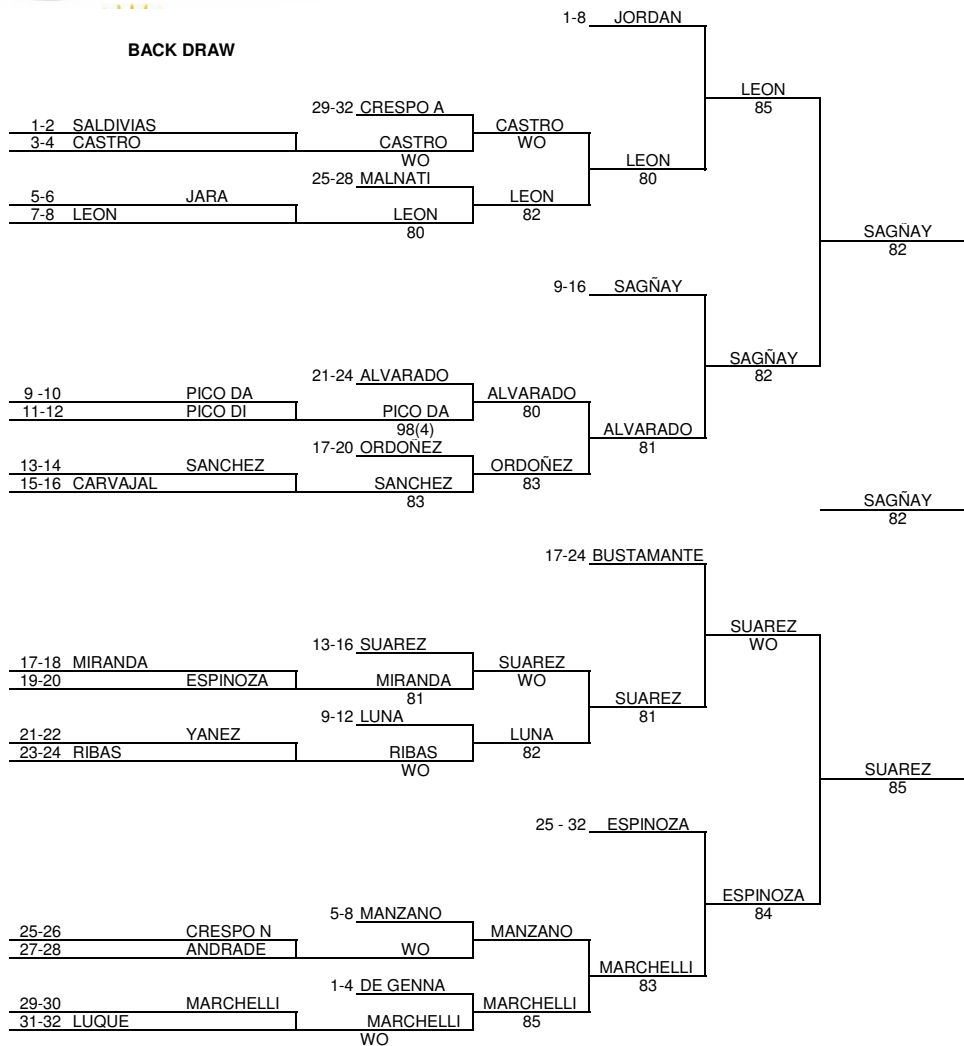 1-8 JORDAN
BACK DRAW
LEON
85
29-32 CRESPO A
1-2 SALDIVIAS
CASTRO
3-4 CASTRO
CASTRO
WO
WO
LEON
80
25-28 MALNATI
5-6 JARA
LEON
7-8 LEON
LEON
82
80
SAGÑAY
82
9-16 SAGÑAY
SAGÑAY
82
21-24 ALVARADO
9 -10 PICO DA
ALVARADO
11-12 PICO DI
PICO DA
80
98(4)
ALVARADO
81
17-20 ORDOÑEZ
13-14 SANCHEZ
ORDOÑEZ
15-16 CARVAJAL
SANCHEZ
83
83
SAGÑAY
82
17-24 BUSTAMANTE
SUAREZ
WO
13-16 SUAREZ
17-18 MIRANDA
SUAREZ
19-20 ESPINOZA
MIRANDA
WO
81
SUAREZ
81
9-12 LUNA
21-22 YANEZ
LUNA
23-24 RIBAS
RIBAS
82
WO
SUAREZ
85
25 - 32 ESPINOZA
ESPINOZA
84
5-8 MANZANO
25-26 CRESPO N
MANZANO
27-28 ANDRADE
WO
MARCHELLI
83
1-4 DE GENNA
29-30 MARCHELLI
MARCHELLI
31-32 LUQUE
MARCHELLI
85
WO